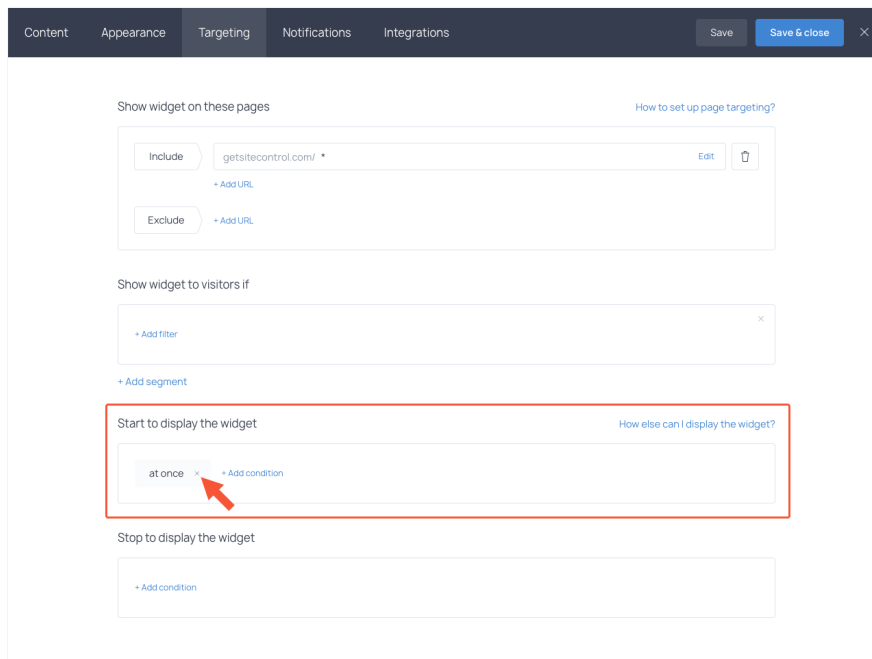 Content Appearance Targeting Notifications Integrations Save Save & close ×
Show widget on these pages How to set up page targeting?
Include getsitecontrol.com/ * Edit
+ Add URL
Exclude + Add URL
Show widget to visitors if
×
+ Add filter
+ Add segment
Start to display the widget How else can I display the widget?
at once × + Add condition
Stop to display the widget
+ Add condition